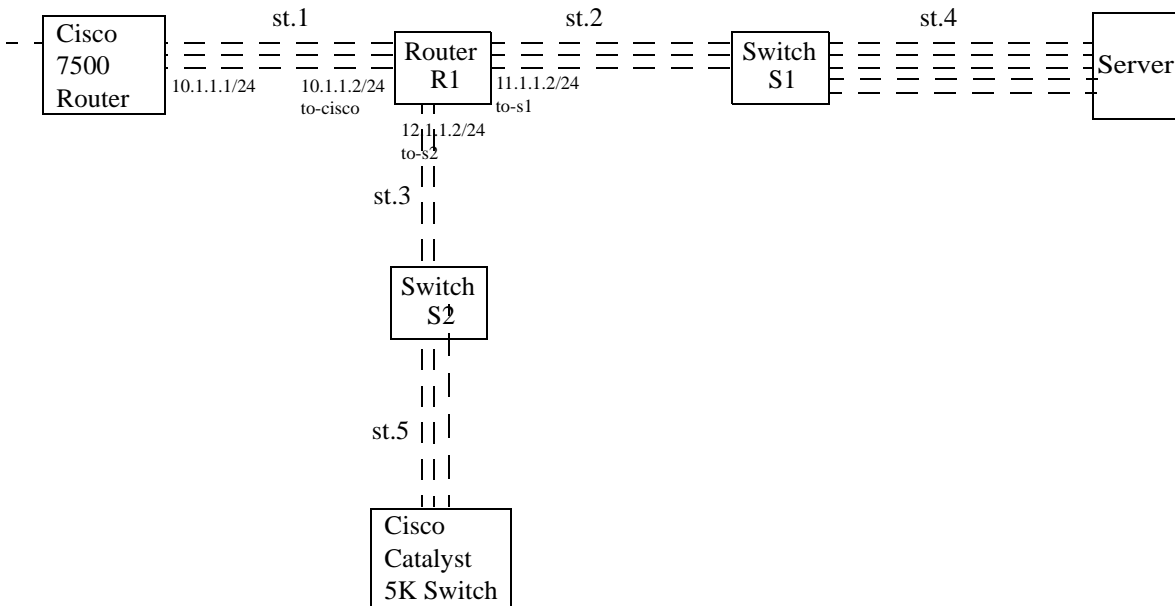 st.1
st.2
st.4
Cisco
7500
Router
Router
R1
Switch
S1
Server
10.1.1.1/24
10.1.1.2/24
to-cisco
11.1.1.2/24
to-s1
12.1.1.2/24
to-s2
st.3
Switch
S2
st.5
Cisco
Catalyst
5K Switch